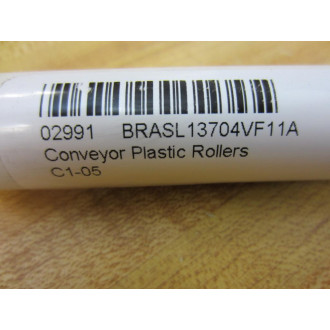 02991 BRASL13704VF11A
Conveyor Plastic Rollers
C1-05